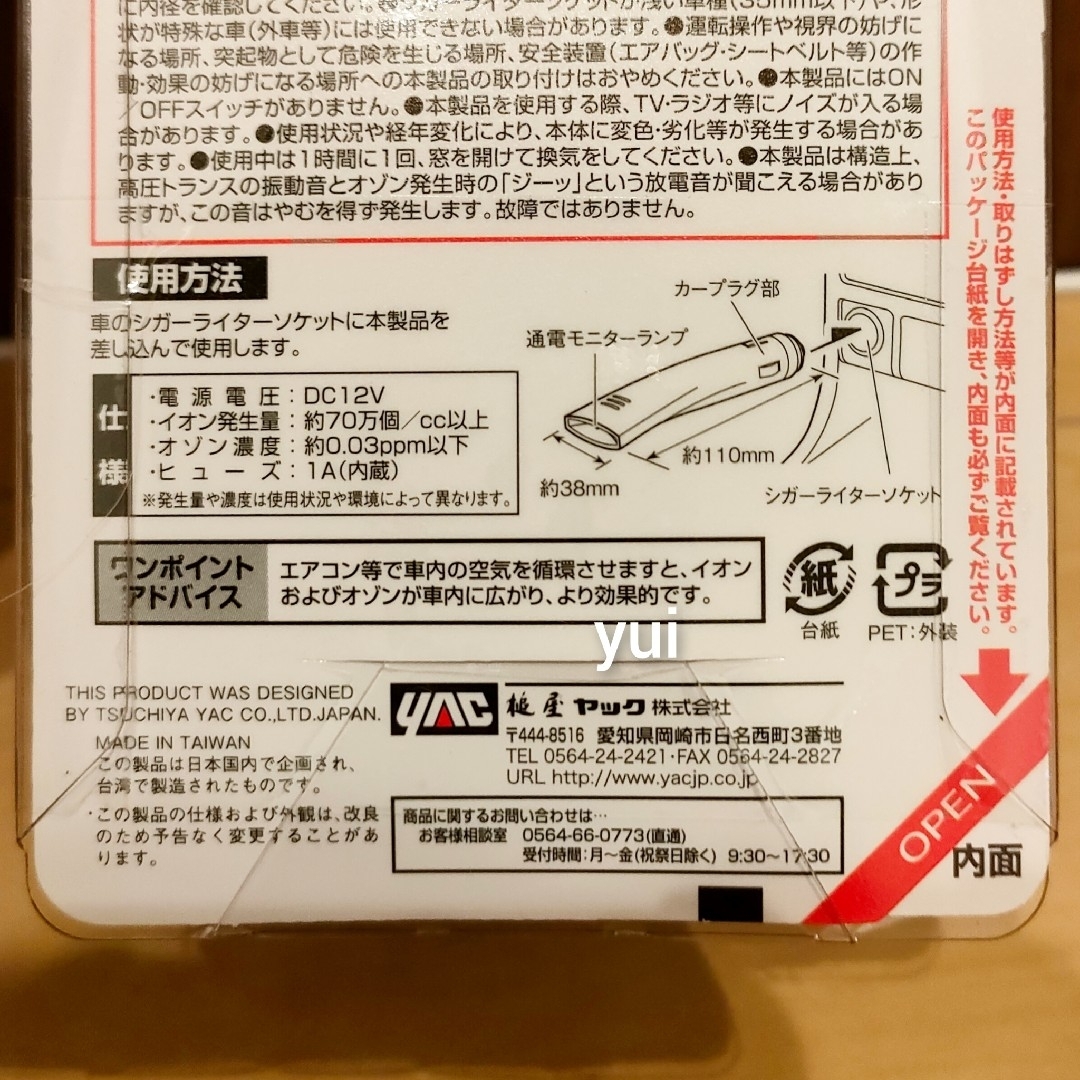 に内径を確認してください。
状が特殊な車(外車等)には使用できない場合があります。●運転操作や視界の妨げに
なる場所、突起物として危険を生じる場所、安全装置(エアバッグ・シートベルト等)の作
動・効果の妨げになる場所への本製品の取り付けはおやめください。●本製品にはON
/OFFスイッチがありません。●本製品を使用する際、TV・ラジオ等にノイズが入る場
合があります。●使用状況や経年変化により、本体に変色・劣化等が発生する場合があ
ります。●使用中は1時間に1回、窓を開けて換気をしてください。●本製品は構造上、
高圧トランスの振動音とオゾン発生時の「ジーッ」という放電音が聞こえる場合があり
ますが、この音はやむを得ず発生します。故障ではありません。
使用方法・取りはずし方法等が内面に記載されています。
このパッケージ台紙を開き、内面も必ずご覧ください。
使用方法
車のシガーライターソケットに本製品を
差し込んで使用します。
カープラグ部
通電モニターランプ
約110mm
約38mm
シガーライターソケット
仕様
・電源電圧：DC12V
・イオン発生量：約70万個/cc以上
・オゾン濃度：約0.03ppm以下
・ヒューズ：1A(内蔵)
※発生量や濃度は使用状況や環境によって異なります。
ワンポイント
アドバイス
エアコン等で車内の空気を循環させますと、イオン
およびオゾンが車内に広がり、より効果的です。
紙
台紙
プラ
PET：外装
yui
THIS PRODUCT WAS DESIGNED
BY TSUCHIYA YAC CO.,LTD.JAPAN.
MADE IN TAIWAN
この製品は日本国内で企画され、
台湾で製造されたものです。
・この製品の仕様および外観は、改良
のため予告なく変更することがあ
ります。
YAC 槌屋 ヤック 株式会社
〒444-8516 愛知県岡崎市日名西町3番地
TEL 0564-24-2421・FAX 0564-24-2827
URL http://www.yacjp.co.jp
商品に関するお問い合わせは…
お客様相談室 0564-66-0773(直通)
受付時間：月〜金(祝祭日除く) 9:30〜17:30
OPEN
内面